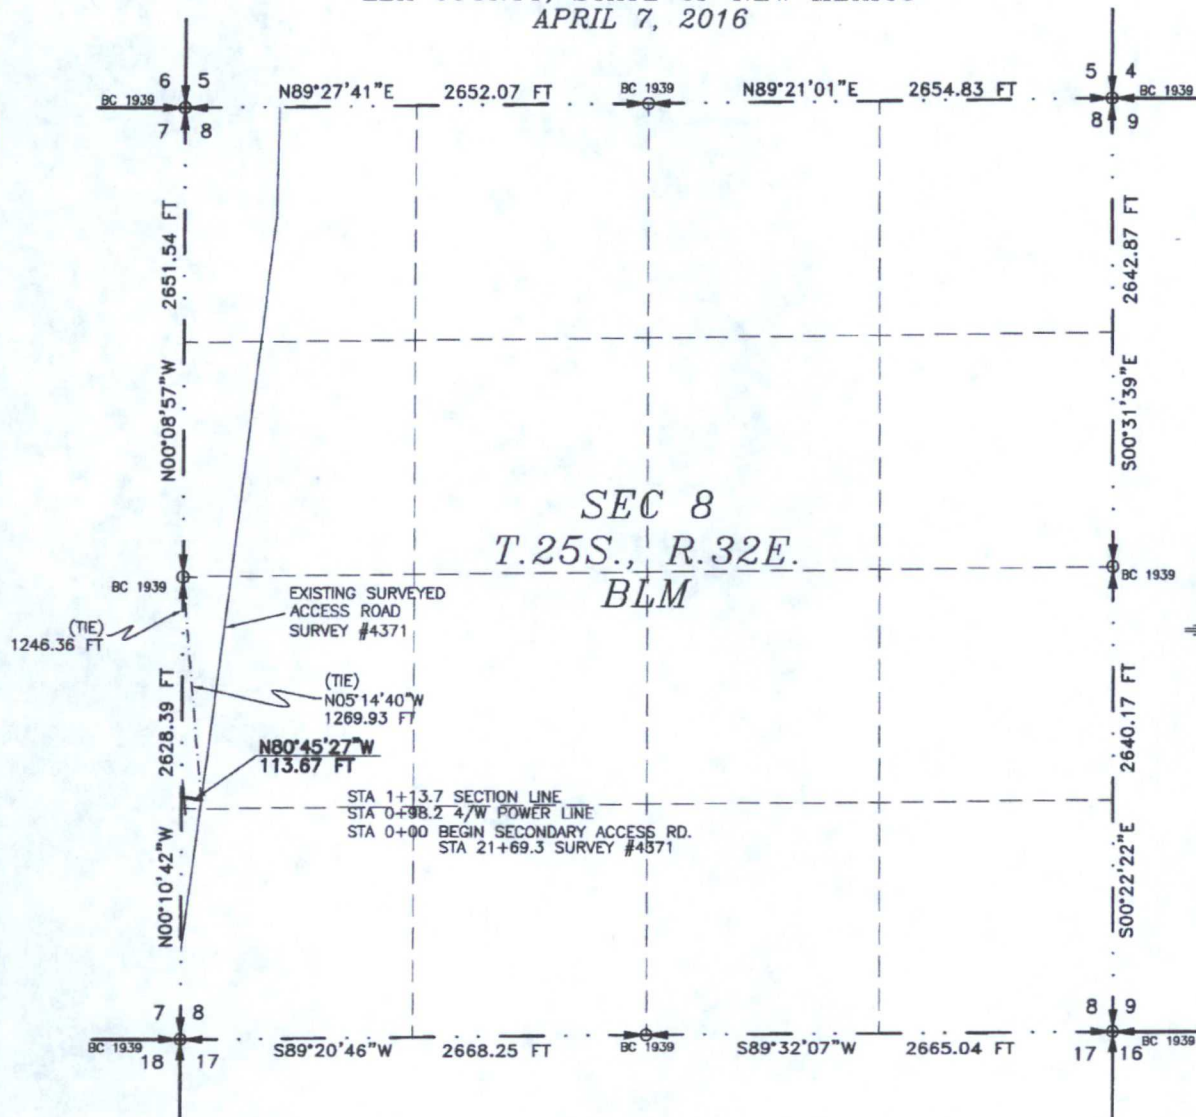 APRIL 7, 2016
6 5
5 4
BC 1939
N89°27'41"E 2652.07 FT
BC 1939
N89°21'01"E 2654.83 FT
BC 1939
7 8
8 9
N00°08'57"W 2651.54 FT
S00°31'39"E 2642.87 FT
SEC 8
T.25S., R.32E.
BLM
BC 1939
BC 1939
EXISTING SURVEYED
ACCESS ROAD
SURVEY #4371
(TIE)
1246.36 FT
(TIE)
N05°14'40"W
1269.93 FT
N80°45'27"W
113.67 FT
N00°10'42"W 2628.39 FT
S00°22'22"E 2640.17 FT
STA 1+13.7 SECTION LINE
STA 0+98.2 4/W POWER LINE
STA 0+00 BEGIN SECONDARY ACCESS RD.
STA 21+69.3 SURVEY #4371
7 8
8 9
BC 1939
S89°20'46"W 2668.25 FT
BC 1939
S89°32'07"W 2665.04 FT
BC 1939
18 17
17 16